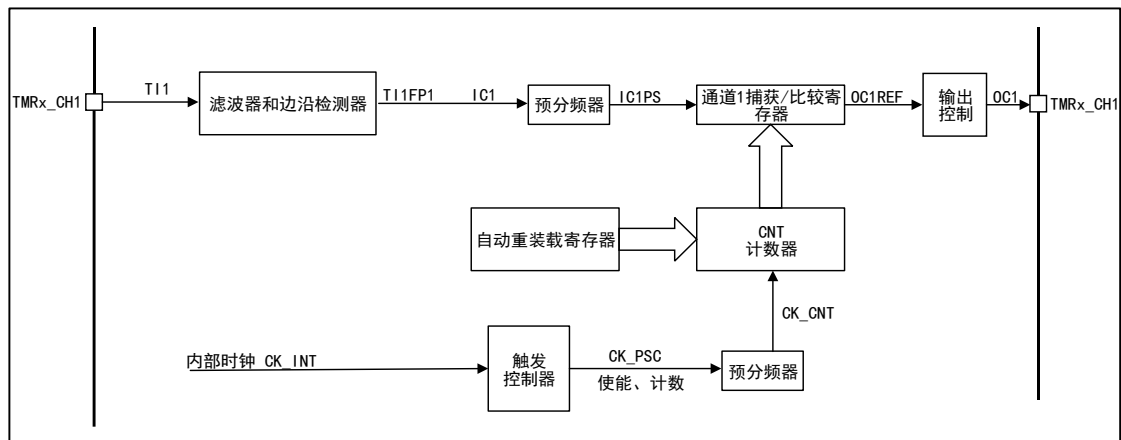 TMRx_CH1
TI1
滤波器和边沿检测器
TI1FP1
IC1
预分频器
IC1PS
通道1捕获/比较寄
存器
OC1REF
输出
控制
OC1
TMRx_CH1
自动重装载寄存器
CNT
计数器
CK_CNT
内部时钟 CK_INT
触发
控制器
CK_PSC
使能、计数
预分频器